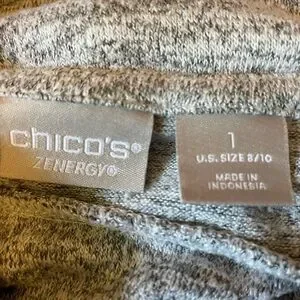 chico's®
ZENERGY®
1
U.S. SIZE 8/10
MADE IN
INDONESIA